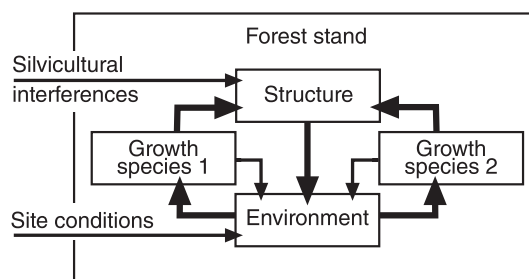 Forest stand
Silvicultural
interferences
Structure
Growth
species 1
Growth
species 2
Site conditions
Environment